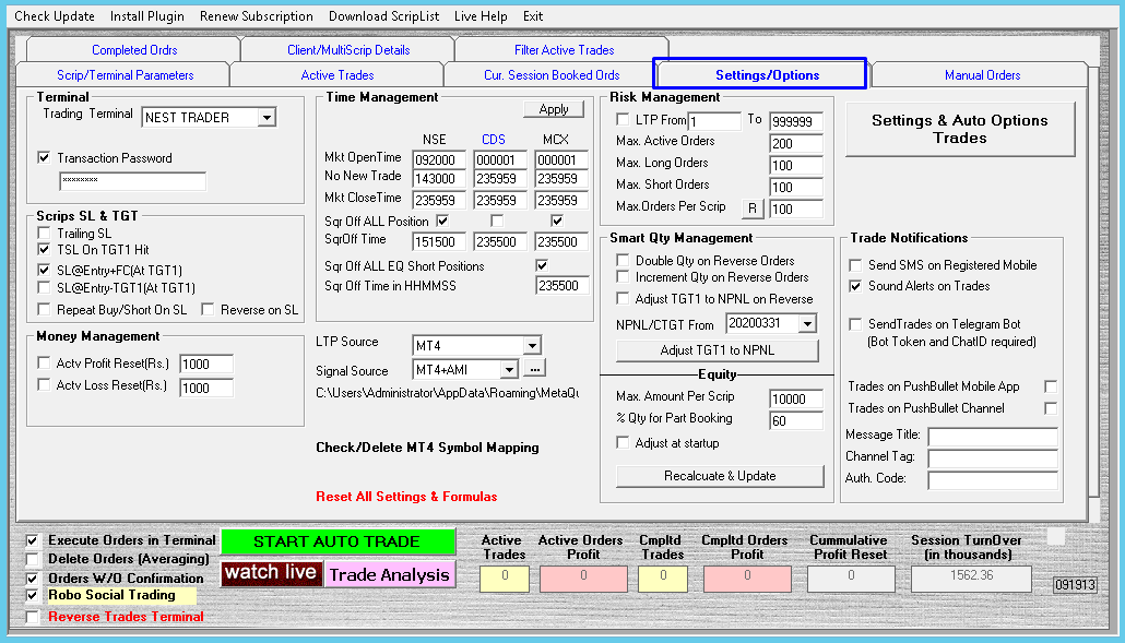 Check Update Install Plugin Renew Subscription Download ScripList Live Help Exit
Completed Ordrs Client/MultiScrip Details Filter Active Trades
Scrip/Terminal Parameters Active Trades Cur. Session Booked Ords Settings/Options Manual Orders
Terminal
Trading Terminal NEST TRADER
Transaction Password
xxxxxxxx
Scrips SL & TGT
Trailing SL
TSL On TGT1 Hit
SL@Entry+FC(At TGT1)
SL@Entry-TGT1(At TGT1)
Repeat Buy/Short On SL Reverse on SL
Money Management
Actv Profit Reset(Rs.) 1000
Actv Loss Reset(Rs.) 1000
Time Management
Apply
NSE CDS MCX
Mkt OpenTime 092000 000001 000001
No New Trade 143000 235959 235959
Mkt CloseTime 235959 235959 235959
Sqr Off ALL Position
SqrOff Time 151500 235500 235500
Sqr Off ALL EQ Short Positions
Sqr Off Time in HHMMSS 235500
LTP Source MT4
Signal Source MT4+AMI ...
C:\Users\Administrator\AppData\Roaming\MetaQu
Check/Delete MT4 Symbol Mapping
Reset All Settings & Formulas
Risk Management
LTP From 1 To 999999
Max. Active Orders 200
Max. Long Orders 100
Max. Short Orders 100
Max.Orders Per Scrip R 100
Smart Qty Management
Double Qty on Reverse Orders
Increment Qty on Reverse Orders
Adjust TGT1 to NPNL on Reverse
NPNL/CTGT From 20200331
Adjust TGT1 to NPNL
Equity
Max. Amount Per Scrip 10000
% Qty for Part Booking 60
Adjust at startup
Recalcuate & Update
Settings & Auto Options
Trades
Trade Notifications
Send SMS on Registered Mobile
Sound Alerts on Trades
SendTrades on Telegram Bot
(Bot Token and ChatID required)
Trades on PushBullet Mobile App
Trades on PushBullet Channel
Message Title:
Channel Tag:
Auth. Code:
Execute Orders in Terminal
Delete Orders (Averaging)
Orders W/O Confirmation
Robo Social Trading
Reverse Trades Terminal
START AUTO TRADE
watch live Trade Analysis
Active Trades Active Orders Profit Cmpltd Trades Cmpltd Orders Profit Cummulative Profit Reset Session TurnOver (in thousands)
0 0 0 0 0 1562.36
091913